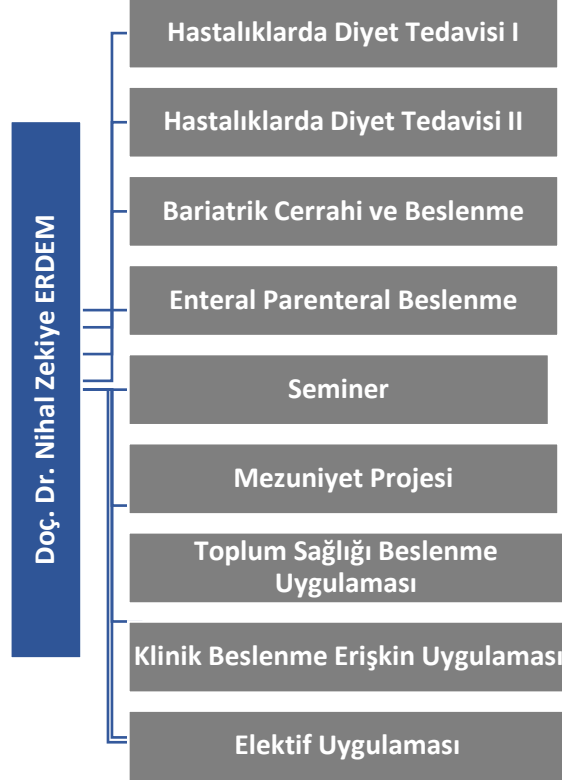 Doç. Dr. Nihal Zekiye ERDEM
Hastalıklarda Diyet Tedavisi I
Hastalıklarda Diyet Tedavisi II
Bariatrik Cerrahi ve Beslenme
Enteral Parenteral Beslenme
Seminer
Mezuniyet Projesi
Toplum Sağlığı Beslenme
Uygulaması
Klinik Beslenme Erişkin Uygulaması
Elektif Uygulaması